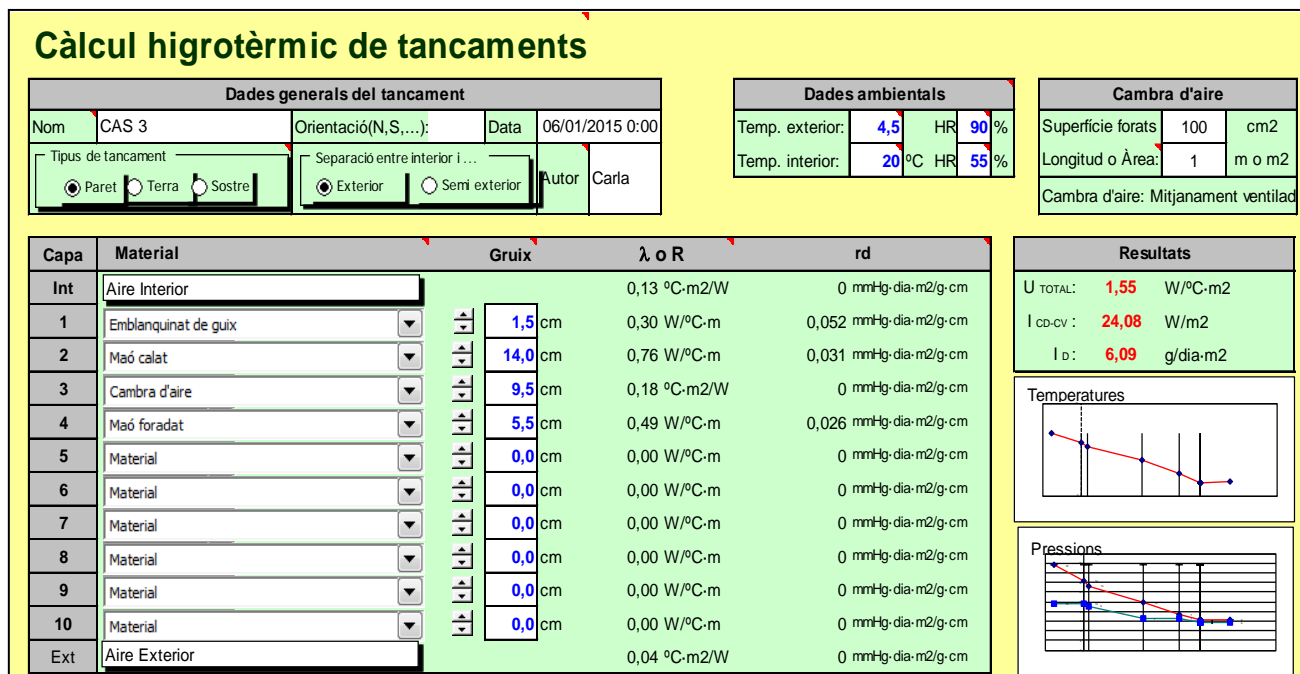 Càlcul higrotèrmic de tancaments
Dades generals del tancament
Nom CAS 3 Orientació(N,S,...): Data 06/01/2015 0:00
Tipus de tancament
Paret Terra Sostre
Separació entre interior i ...
Exterior Semi exterior
Autor Carla
Dades ambientals
Temp. exterior: 4,5 HR 90 %
Temp. interior: 20 ºC HR 55 %
Cambra d'aire
Superfície forats 100 cm2
Longitud o Àrea: 1 m o m2
Cambra d'aire: Mitjanament ventilad
Capa Material Gruix λ o R rd
Int Aire Interior 0,13 ºC·m2/W 0 mmHg·dia·m2/g·cm
1 Emblanquinat de guix 1,5 cm 0,30 W/ºC·m 0,052 mmHg·dia·m2/g·cm
2 Maó calat 14,0 cm 0,76 W/ºC·m 0,031 mmHg·dia·m2/g·cm
3 Cambra d'aire 9,5 cm 0,18 ºC·m2/W 0 mmHg·dia·m2/g·cm
4 Maó foradat 5,5 cm 0,49 W/ºC·m 0,026 mmHg·dia·m2/g·cm
5 Material 0,0 cm 0,00 W/ºC·m 0 mmHg·dia·m2/g·cm
6 Material 0,0 cm 0,00 W/ºC·m 0 mmHg·dia·m2/g·cm
7 Material 0,0 cm 0,00 W/ºC·m 0 mmHg·dia·m2/g·cm
8 Material 0,0 cm 0,00 W/ºC·m 0 mmHg·dia·m2/g·cm
9 Material 0,0 cm 0,00 W/ºC·m 0 mmHg·dia·m2/g·cm
10 Material 0,0 cm 0,00 W/ºC·m 0 mmHg·dia·m2/g·cm
Ext Aire Exterior 0,04 ºC·m2/W 0 mmHg·dia·m2/g·cm
Resultats
U TOTAL: 1,55 W/ºC·m2
I CD-CV : 24,08 W/m2
I D : 6,09 g/dia·m2
Temperatures
Pressions